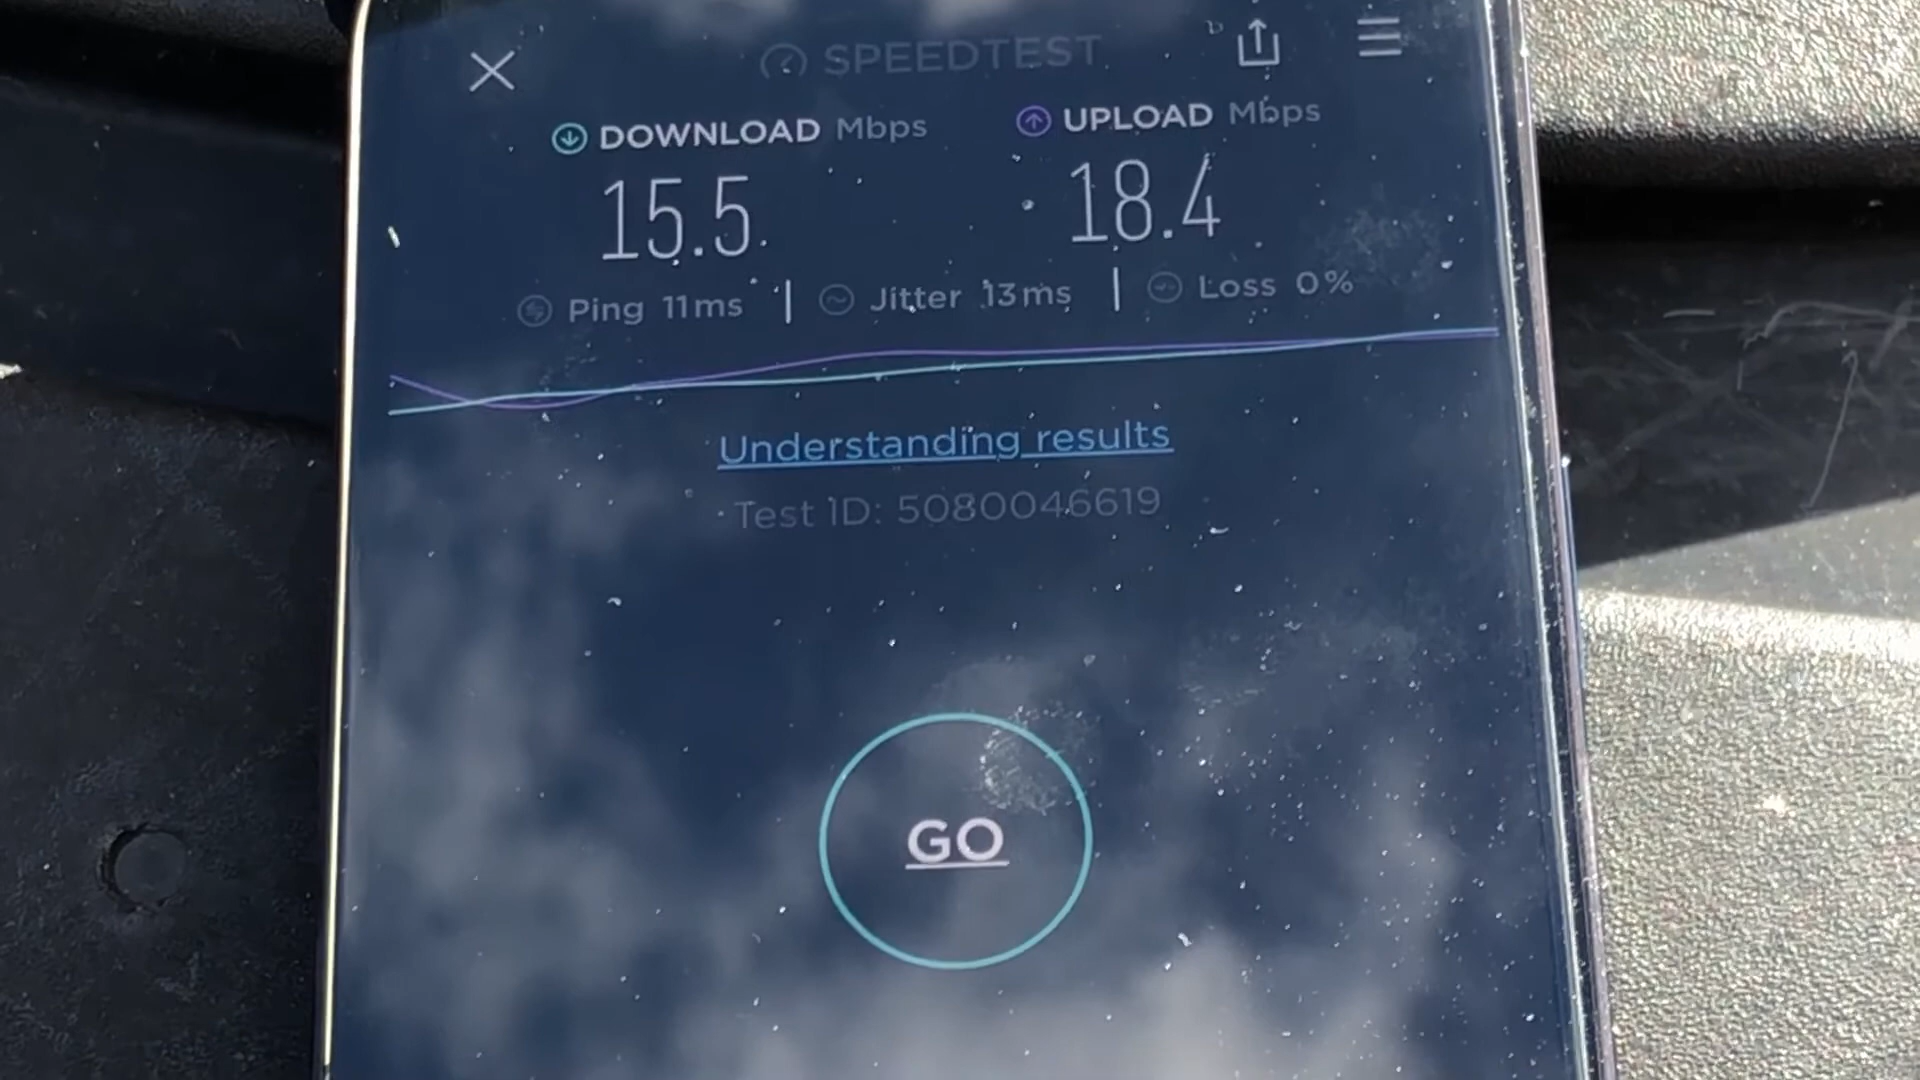 SPEEDTEST
DOWNLOAD Mbps UPLOAD Mbps
15.5 18.4
Ping 11ms | Jitter 13ms | Loss 0%
Understanding results
Test ID: 5080046619
GO